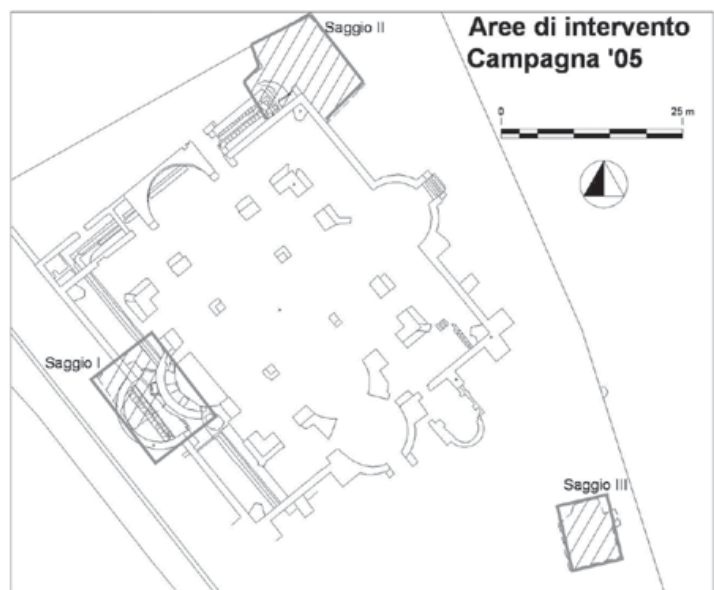 Saggio II
Aree di intervento
Campagna '05
0 25 m
Saggio I
Saggio III